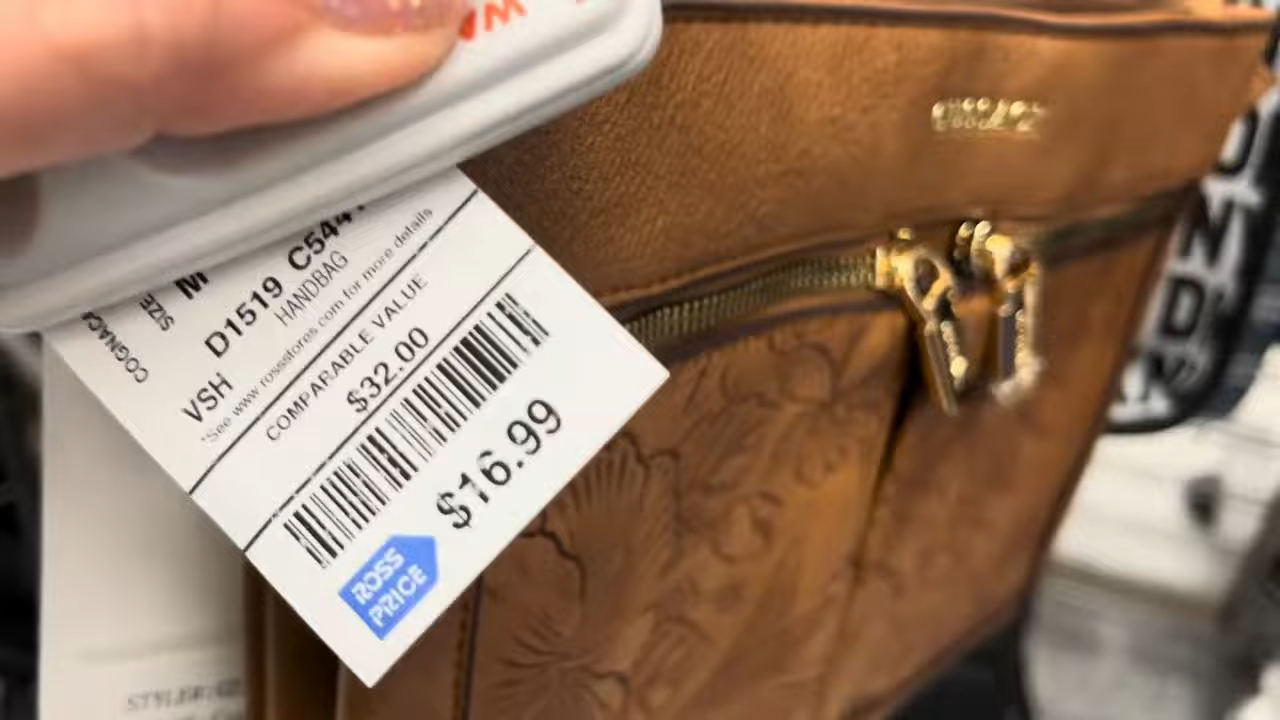 COGNAC
SIZE
M
D1519 C544
HANDBAG
VSH
*See www.rossstores.com for more details
COMPARABLE VALUE
$32.00
$16.99
ROSS
PRICE